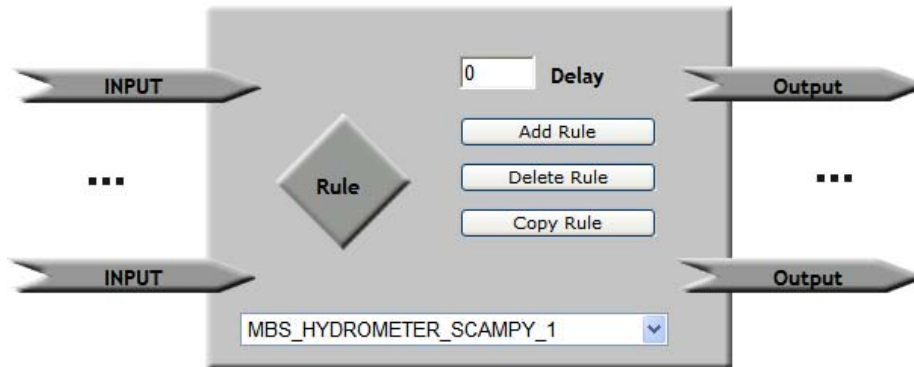 INPUT
0 Delay
Output
...
Add Rule
Rule
Delete Rule
...
Copy Rule
INPUT
Output
MBS_HYDROMETER_SCAMPY_1